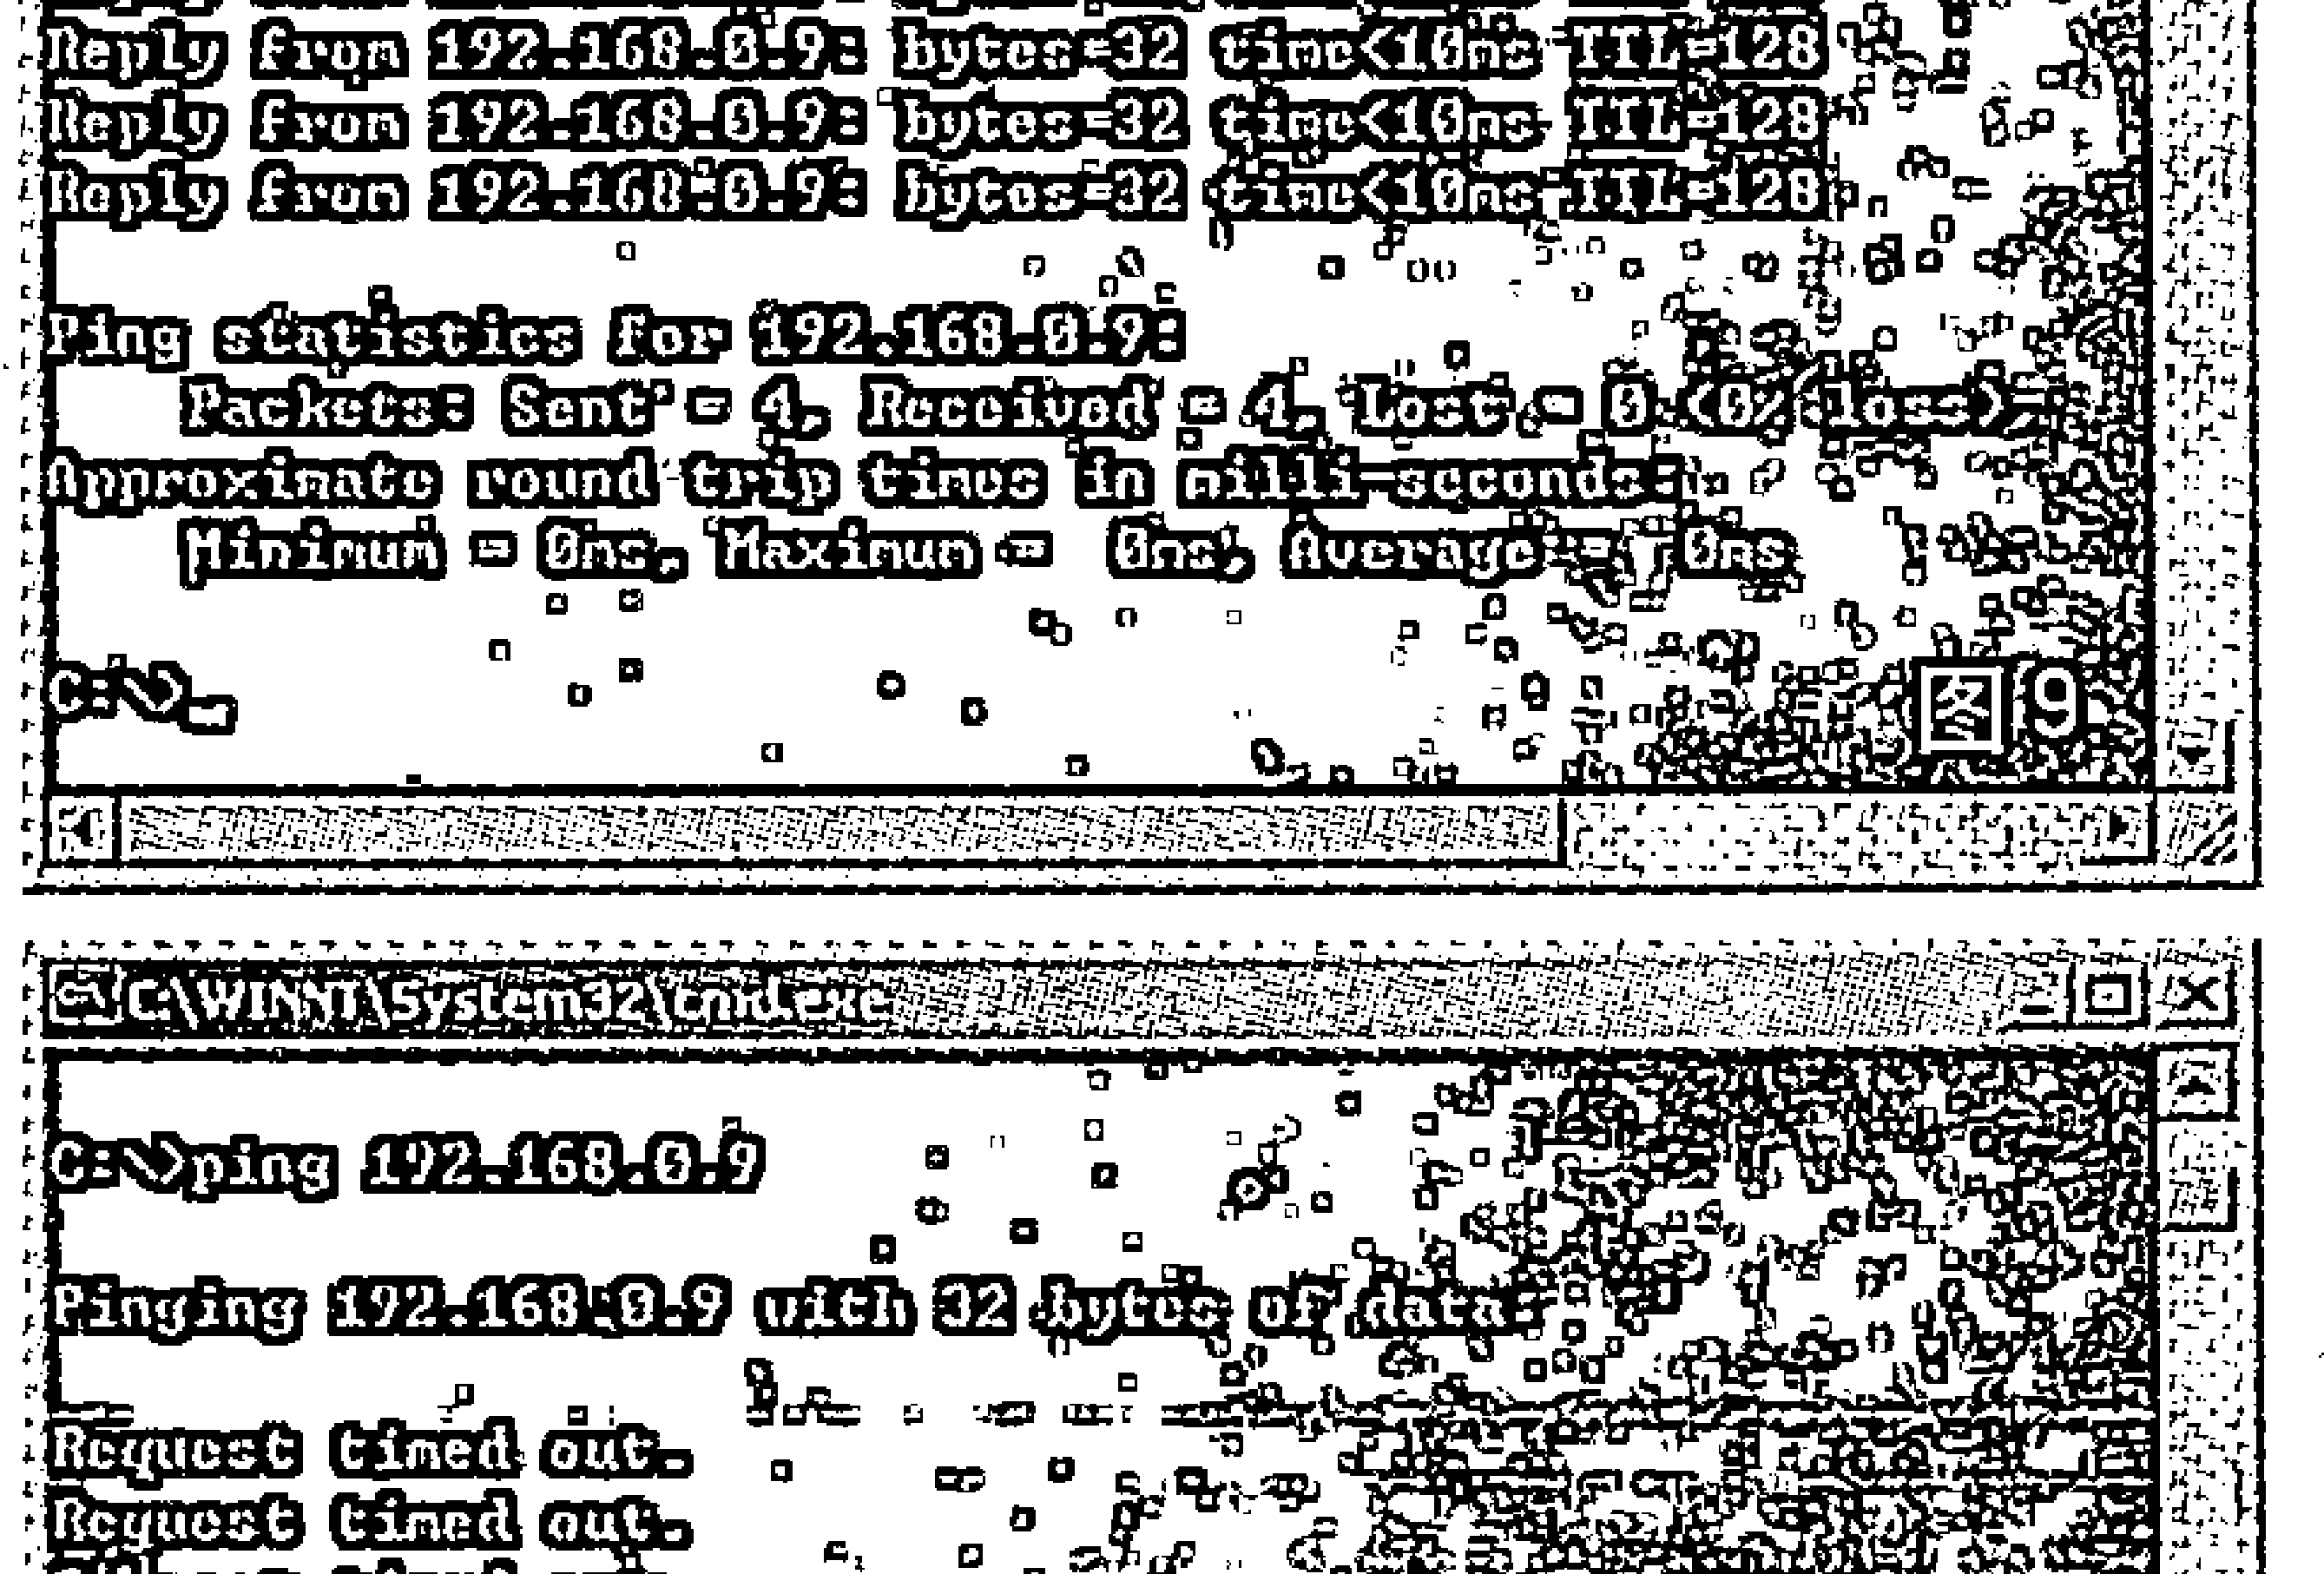 Reply from 192.168.0.9: bytes=32 time<10ms TTL=128
Reply from 192.168.0.9: bytes=32 time<10ms TTL=128
Reply from 192.168.0.9: bytes=32 time<10ms TTL=128
Ping statistics for 192.168.0.9:
Packets: Sent = 4, Received = 4, Lost = 0 (0% loss),
Approximate round trip times in milli-seconds:
Minimum = 0ms, Maximum = 0ms, Average = 0ms
C:\>_
图9
C:\WINNT\System32\cmd.exe
C:\>ping 192.168.0.9
Pinging 192.168.0.9 with 32 bytes of data:
Request timed out.
Request timed out.